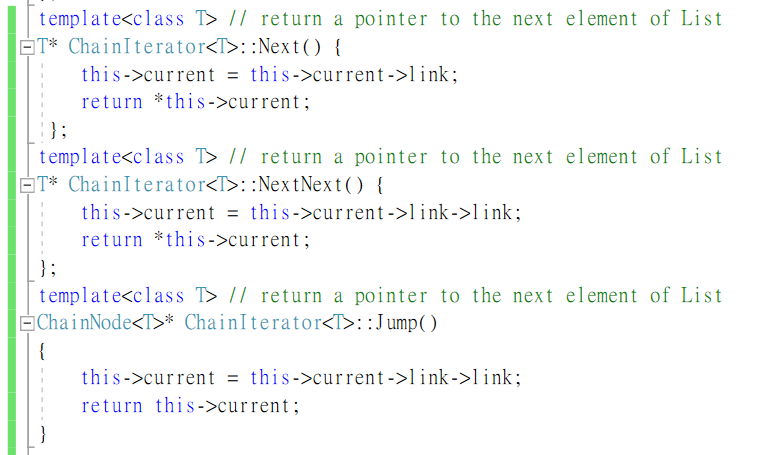 template<class T> // return a pointer to the next element of List
T* ChainIterator<T>::Next() {
    this->current = this->current->link;
    return *this->current;
};
template<class T> // return a pointer to the next element of List
T* ChainIterator<T>::NextNext() {
    this->current = this->current->link->link;
    return *this->current;
};
template<class T> // return a pointer to the next element of List
ChainNode<T>* ChainIterator<T>::Jump()
{
    this->current = this->current->link->link;
    return this->current;
}